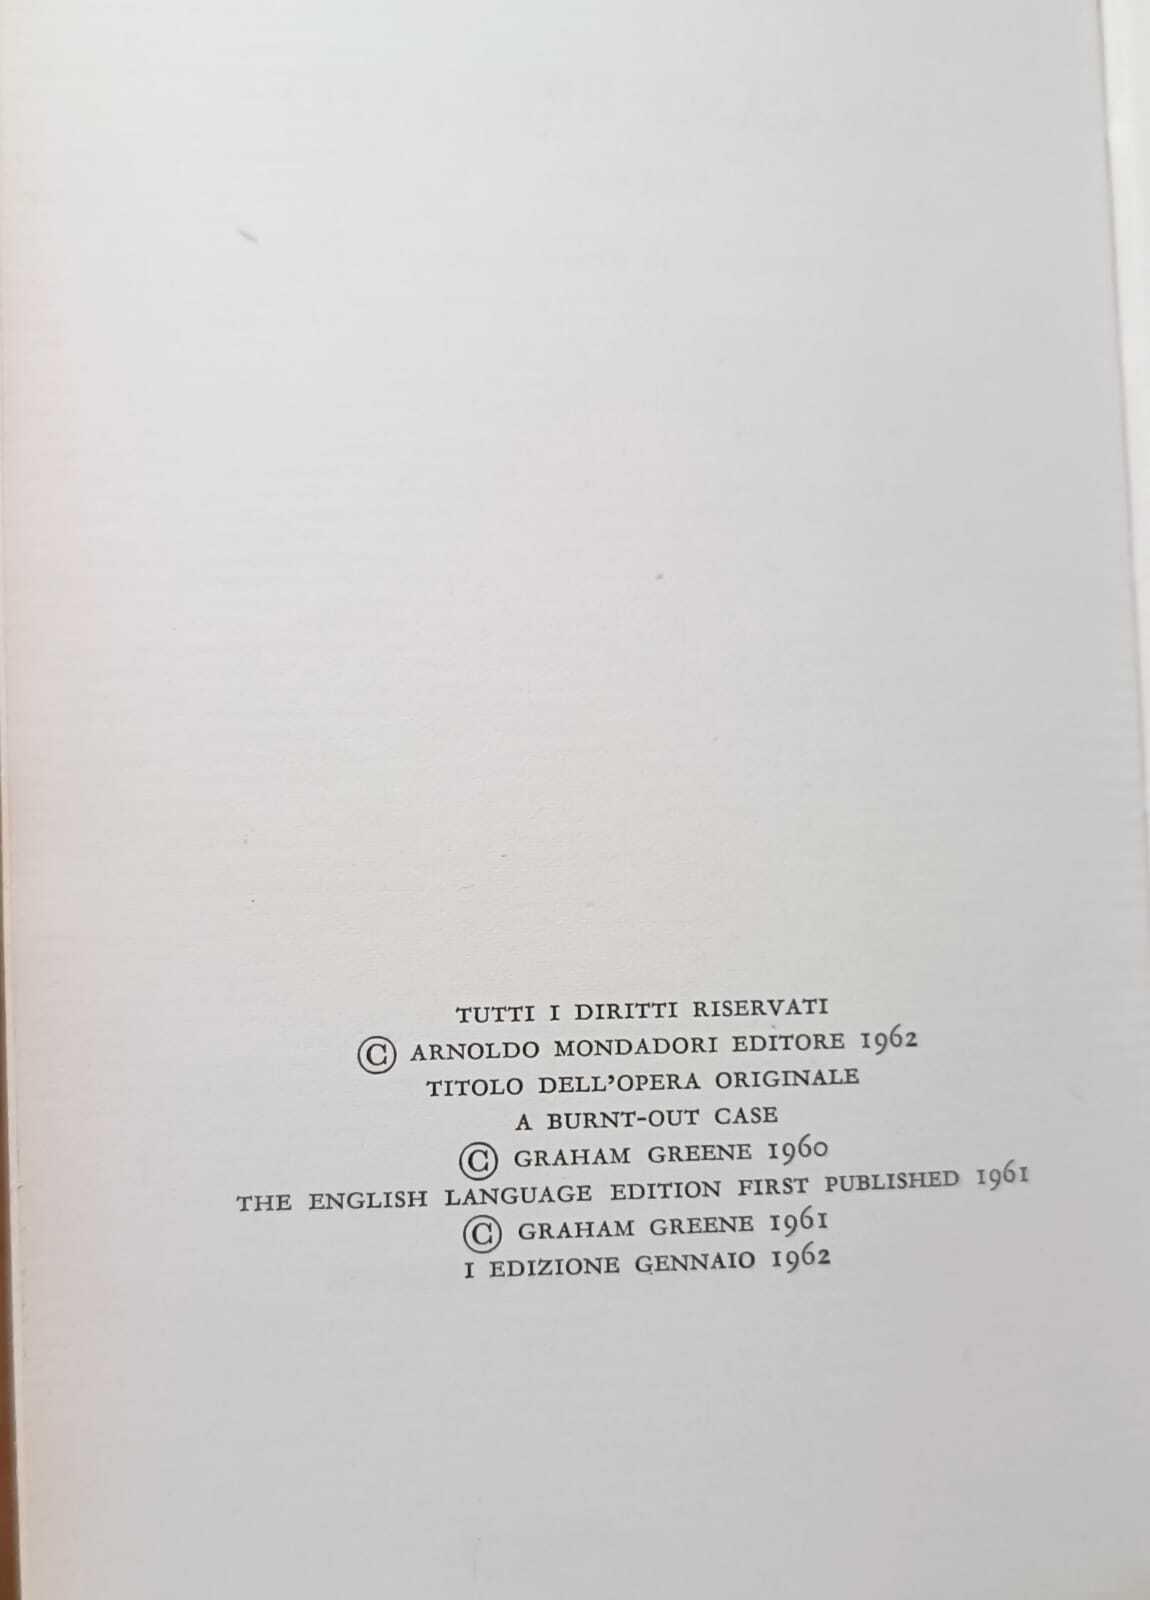 TUTTI I DIRITTI RISERVATI
© ARNOLDO MONDADORI EDITORE 1962
TITOLO DELL'OPERA ORIGINALE
A BURNT-OUT CASE
© GRAHAM GREENE 1960
THE ENGLISH LANGUAGE EDITION FIRST PUBLISHED 1961
© GRAHAM GREENE 1961
I EDIZIONE GENNAIO 1962